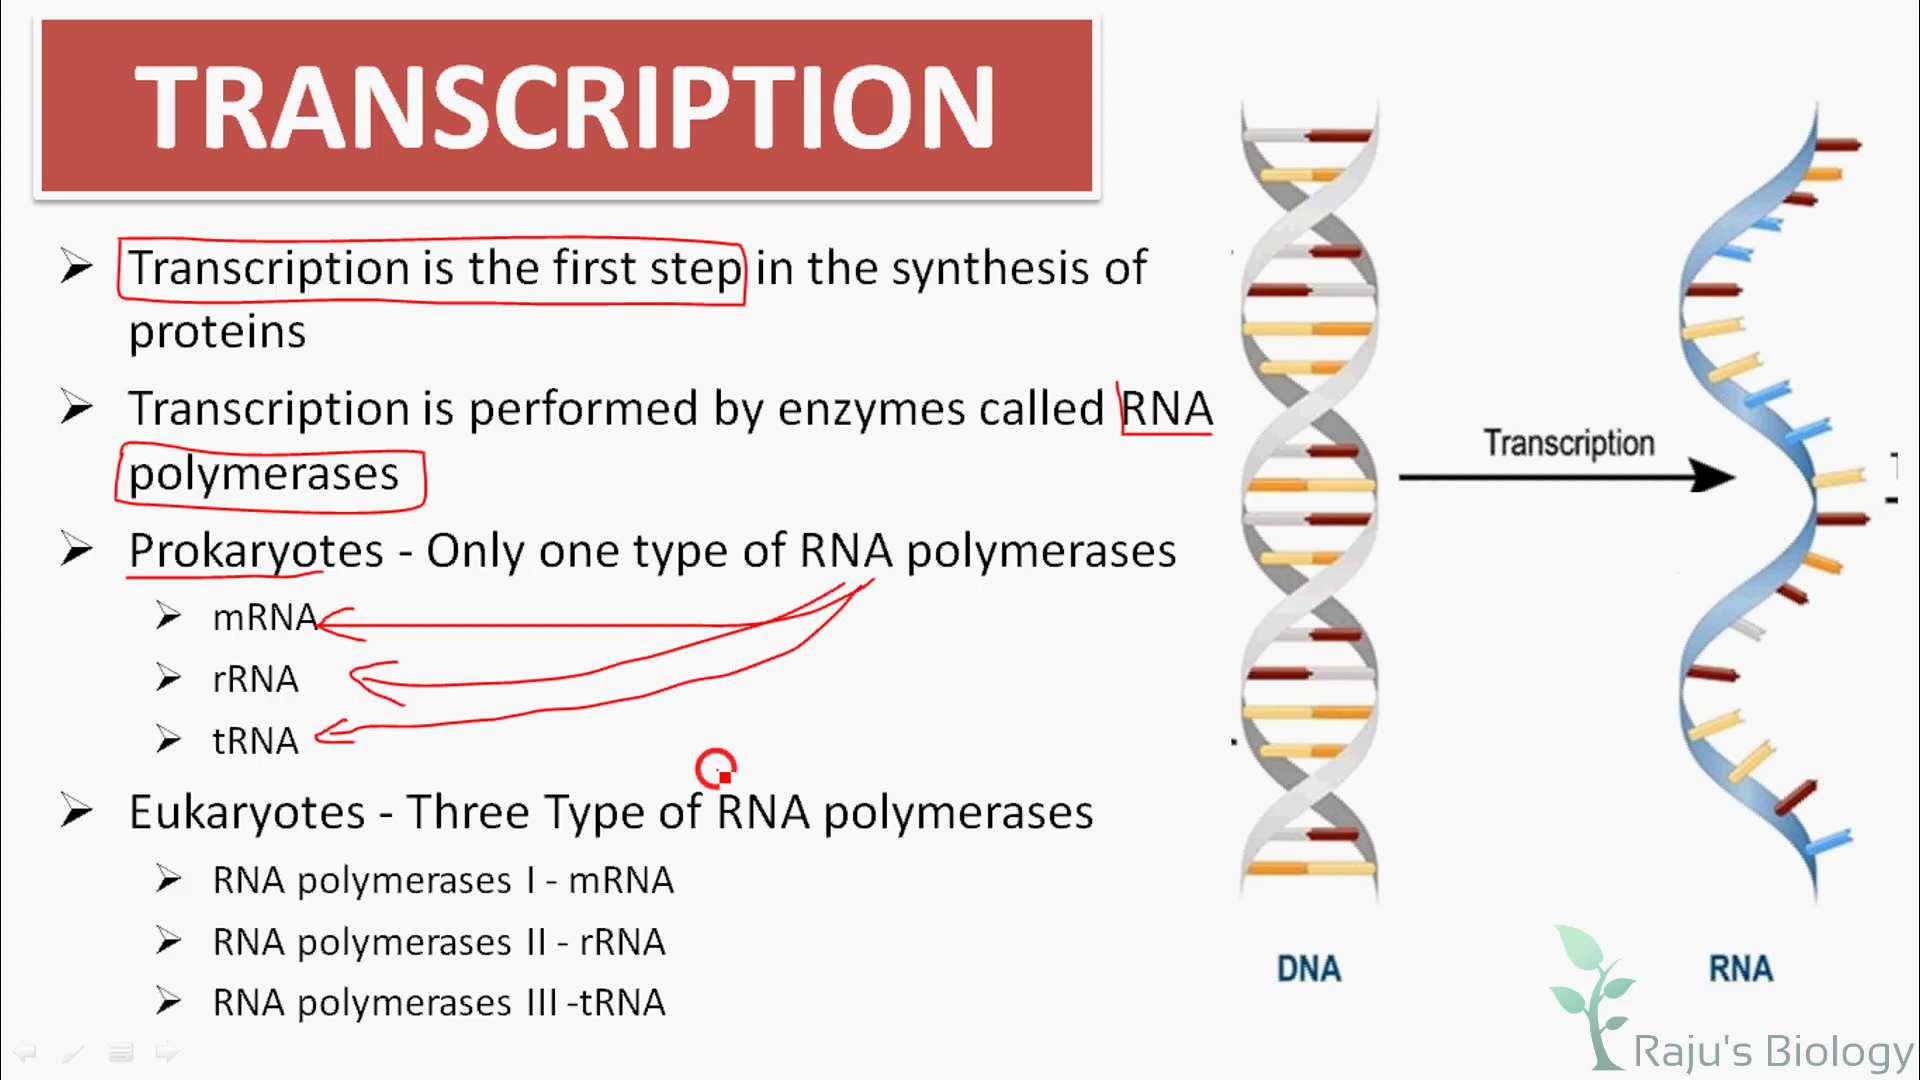 TRANSCRIPTION
Transcription is the first step in the synthesis of
proteins
Transcription is performed by enzymes called RNA
polymerases
Prokaryotes - Only one type of RNA polymerases
mRNA
rRNA
tRNA
Eukaryotes - Three Type of RNA polymerases
RNA polymerases I - mRNA
RNA polymerases II - rRNA
RNA polymerases III -tRNA
Transcription
DNA
RNA
Raju's Biology